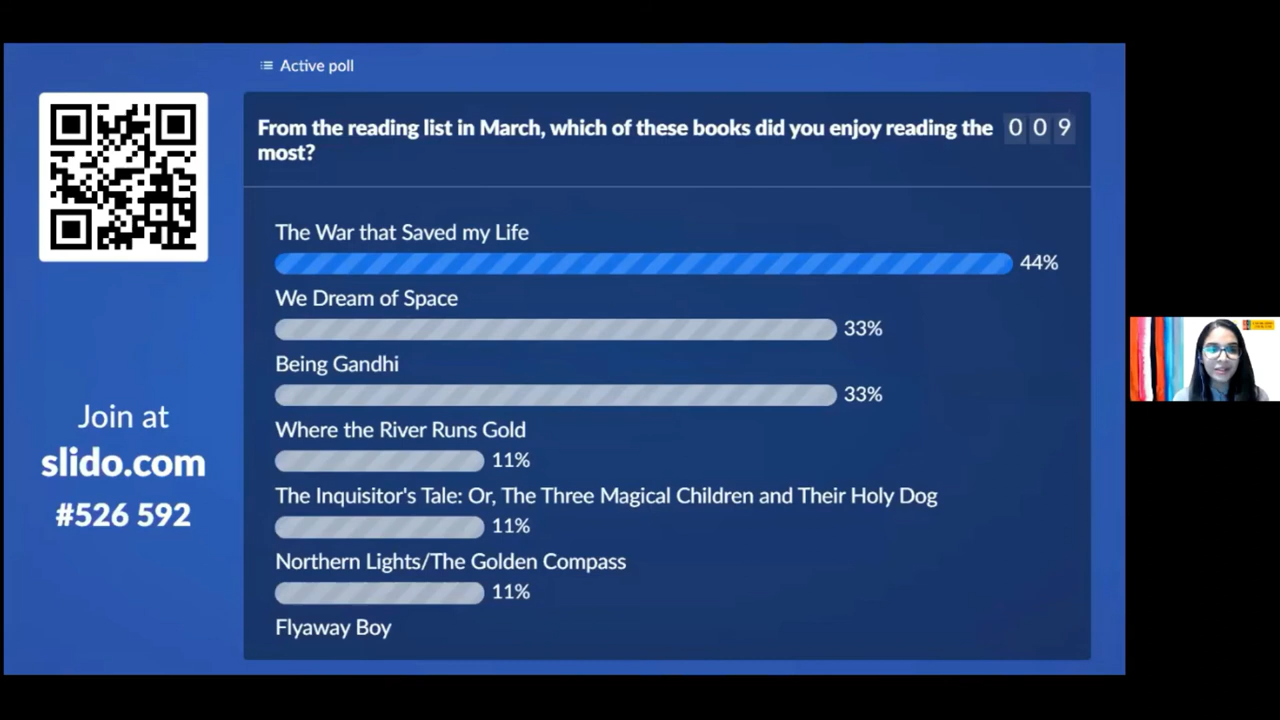 Active poll
From the reading list in March, which of these books did you enjoy reading the
most?
009
The War that Saved my Life
44%
We Dream of Space
33%
Being Gandhi
33%
Where the River Runs Gold
11%
The Inquisitor's Tale: Or, The Three Magical Children and Their Holy Dog
11%
Northern Lights/The Golden Compass
11%
Flyaway Boy
Join at
slido.com
#526 592